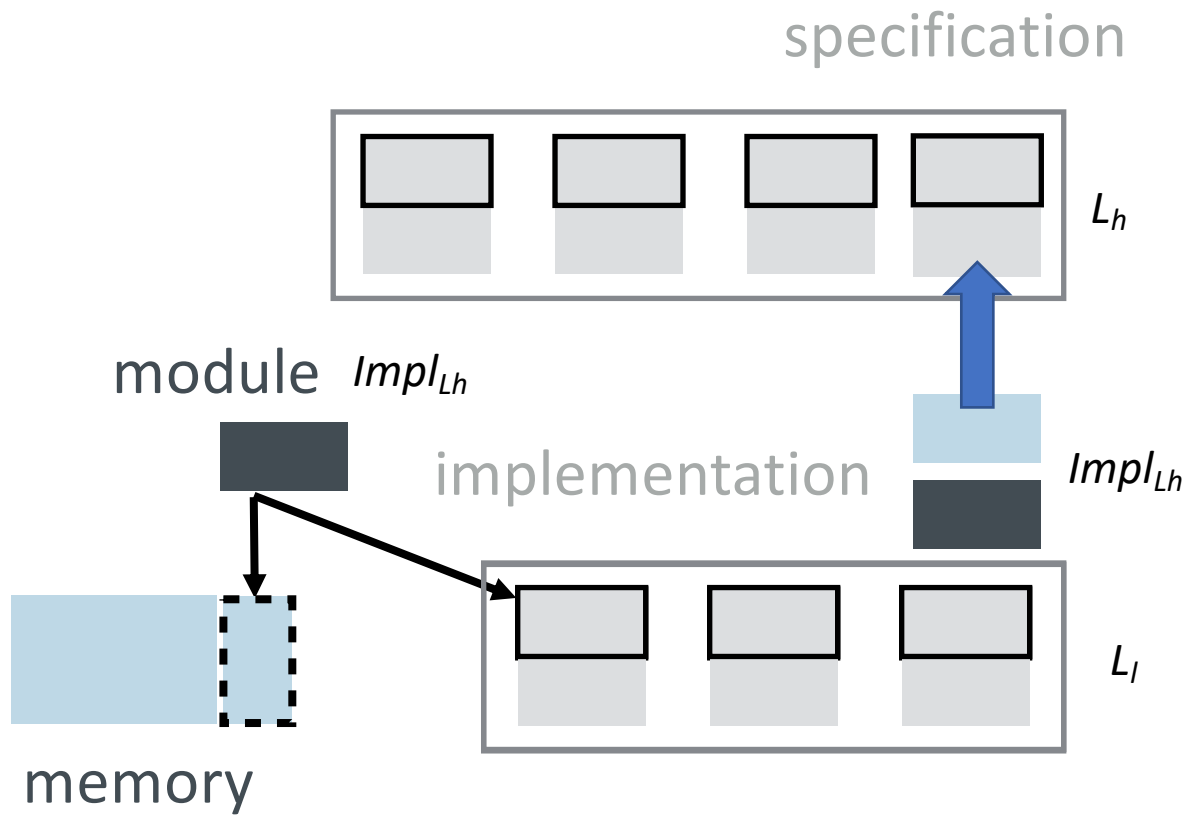 specification
L_h
module Impl_Lh
implementation
Impl_Lh
L_l
memory